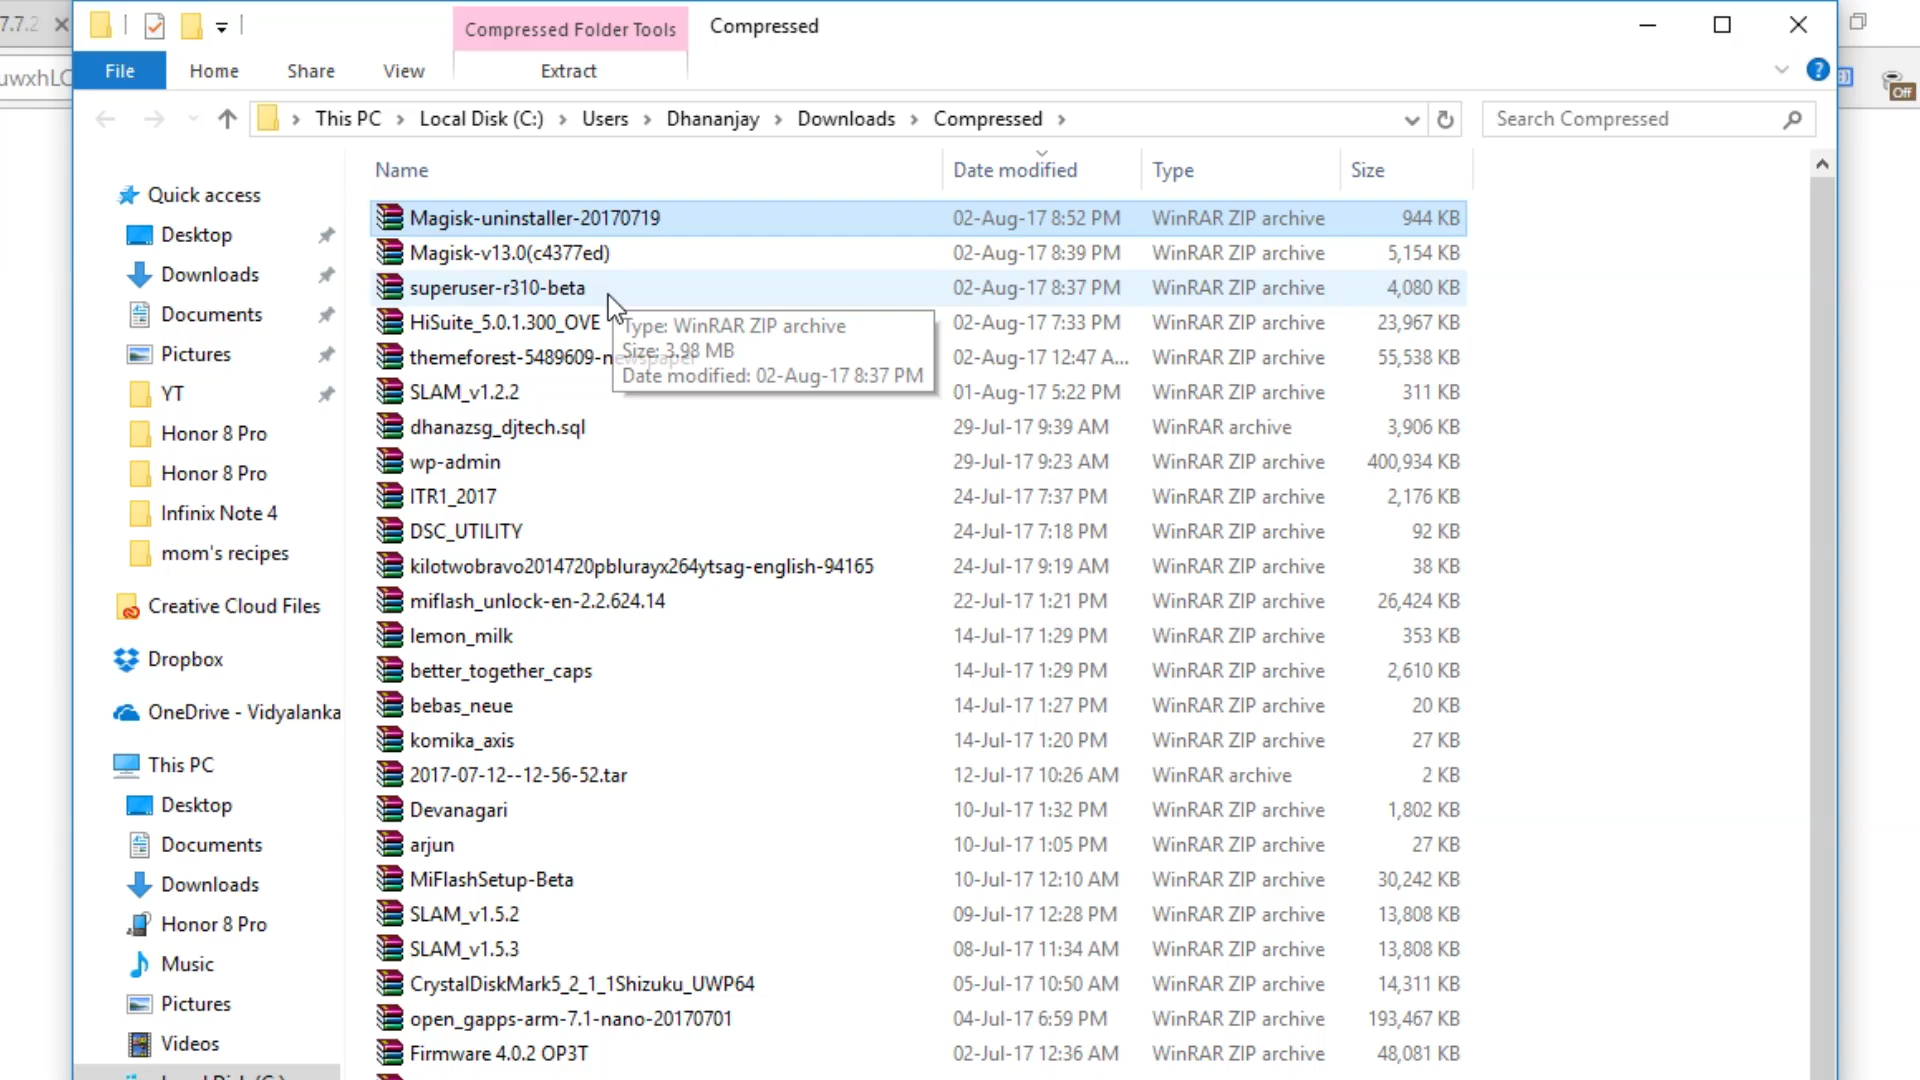 7.7.2
Compressed Folder Tools
Compressed
File
Home
Share
View
Extract
?
uwxhLC
Off
This PC
Local Disk (C:)
Users
Dhananjay
Downloads
Compressed
Search Compressed
Name
Date modified
Type
Size
Quick access
Desktop
Downloads
Documents
Pictures
YT
Honor 8 Pro
Honor 8 Pro
Infinix Note 4
mom's recipes
Creative Cloud Files
Dropbox
OneDrive - Vidyalanka
This PC
Desktop
Documents
Downloads
Honor 8 Pro
Music
Pictures
Videos
Magisk-uninstaller-20170719 02-Aug-17 8:52 PM WinRAR ZIP archive 944 KB
Magisk-v13.0(c4377ed) 02-Aug-17 8:39 PM WinRAR ZIP archive 5,154 KB
superuser-r310-beta 02-Aug-17 8:37 PM WinRAR ZIP archive 4,080 KB
HiSuite_5.0.1.300_OVE 02-Aug-17 7:33 PM WinRAR ZIP archive 23,967 KB
themeforest-5489609-newspaper 02-Aug-17 12:47 A... WinRAR ZIP archive 55,538 KB
SLAM_v1.2.2 01-Aug-17 5:22 PM WinRAR ZIP archive 311 KB
dhanazsg_djtech.sql 29-Jul-17 9:39 AM WinRAR archive 3,906 KB
wp-admin 29-Jul-17 9:23 AM WinRAR ZIP archive 400,934 KB
ITR1_2017 24-Jul-17 7:37 PM WinRAR ZIP archive 2,176 KB
DSC_UTILITY 24-Jul-17 7:18 PM WinRAR ZIP archive 92 KB
kilotwobravo2014720pblurayx264ytsag-english-94165 24-Jul-17 9:19 AM WinRAR ZIP archive 38 KB
miflash_unlock-en-2.2.624.14 22-Jul-17 1:21 PM WinRAR ZIP archive 26,424 KB
lemon_milk 14-Jul-17 1:29 PM WinRAR ZIP archive 353 KB
better_together_caps 14-Jul-17 1:29 PM WinRAR ZIP archive 2,610 KB
bebas_neue 14-Jul-17 1:27 PM WinRAR ZIP archive 20 KB
komika_axis 14-Jul-17 1:20 PM WinRAR ZIP archive 27 KB
2017-07-12--12-56-52.tar 12-Jul-17 10:26 AM WinRAR archive 2 KB
Devanagari 10-Jul-17 1:32 PM WinRAR ZIP archive 1,802 KB
arjun 10-Jul-17 1:05 PM WinRAR ZIP archive 27 KB
MiFlashSetup-Beta 10-Jul-17 12:10 AM WinRAR ZIP archive 30,242 KB
SLAM_v1.5.2 09-Jul-17 12:28 PM WinRAR ZIP archive 13,808 KB
SLAM_v1.5.3 08-Jul-17 11:34 AM WinRAR ZIP archive 13,808 KB
CrystalDiskMark5_2_1_1Shizuku_UWP64 05-Jul-17 10:50 AM WinRAR ZIP archive 14,311 KB
open_gapps-arm-7.1-nano-20170701 04-Jul-17 6:59 PM WinRAR ZIP archive 193,467 KB
Firmware 4.0.2 OP3T 02-Jul-17 12:36 AM WinRAR ZIP archive 48,081 KB
Type: WinRAR ZIP archive
Size: 3.98 MB
Date modified: 02-Aug-17 8:37 PM